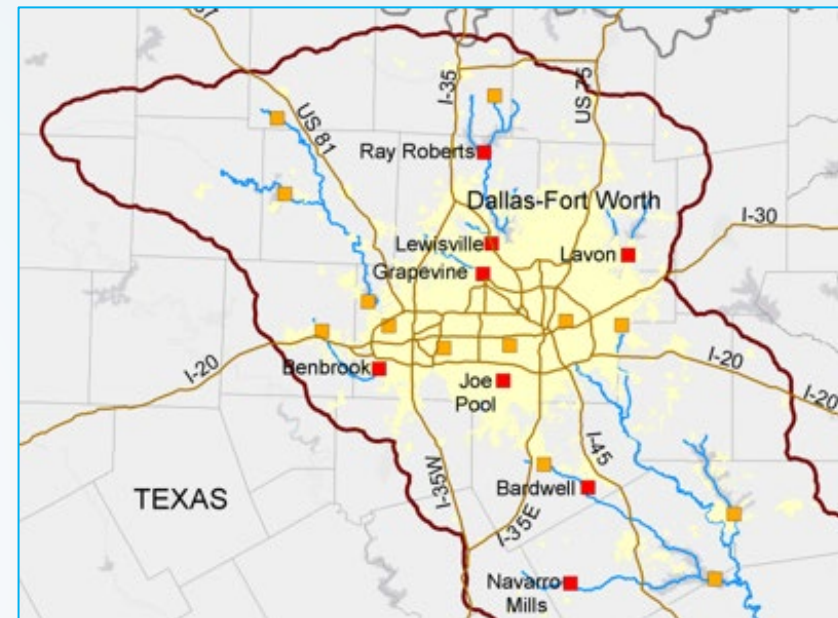 I-35
US 75
US 81
Ray Roberts
Dallas-Fort Worth
I-30
Lewisville
Lavon
Grapevine
I-20
Benbrook
Joe
Pool
I-20
I-20
I-35W
I-45
TEXAS
Bardwell
I-35E
Navarro
Mills